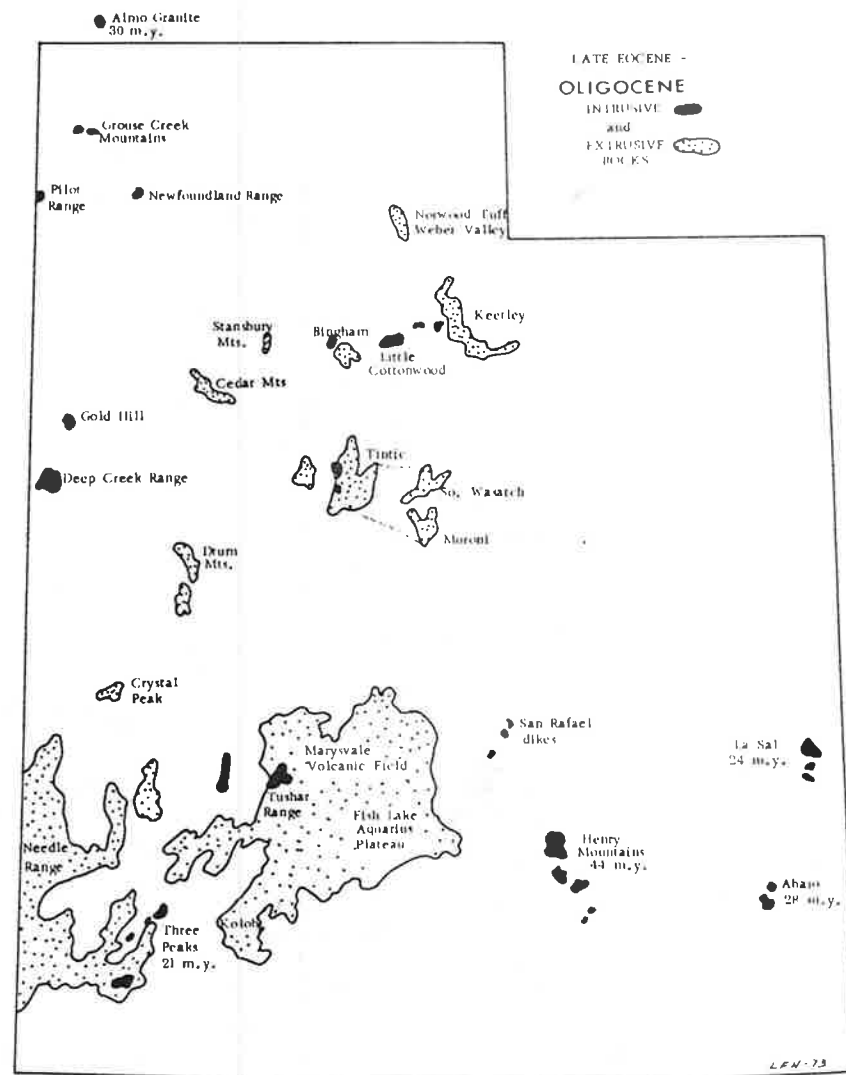 Almo Granite
30 m.y.
LATE EOCENE -
OLIGOCENE
INTRUSIVE
and
EXTRUSIVE
ROCKS
Grouse Creek
Mountains
Pilot
Range
Newfoundland Range
Norwood Tuff
Weber Valley
Stansbury
Mts.
Bingham
Keetley
Little
Cottonwood
Cedar Mts
Gold Hill
Tintic
Deep Creek Range
So. Wasatch
Moroni
Drum
Mts.
Crystal
Peak
San Rafael
dikes
Marysvale
Volcanic Field
La Sal
24 m.y.
Tushar
Range
Fish Lake
Aquarius
Plateau
Needle
Range
Henry
Mountains
44 m.y.
Abajo
28 m.y.
Kolob
Three
Peaks
21 m.y.
LFH-73